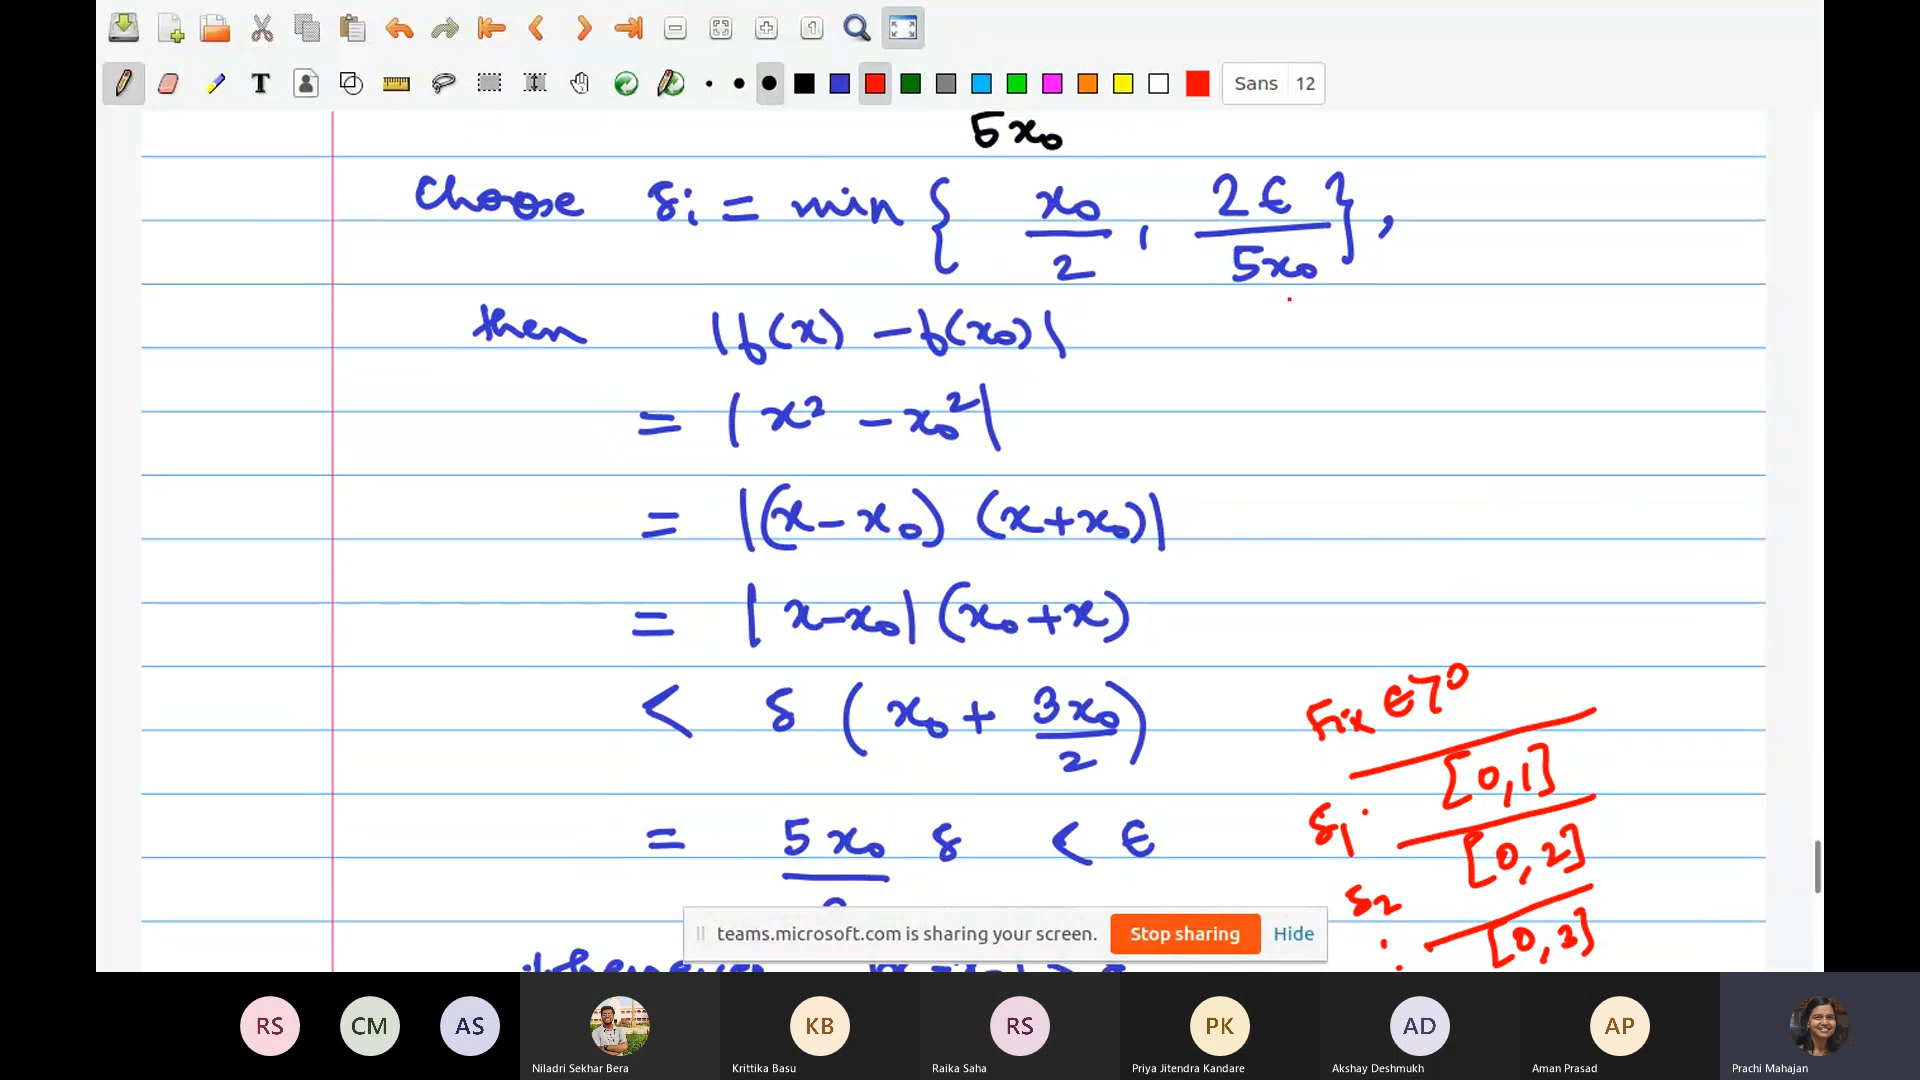 Sans 12
5x₀
Choose δ: = min { x₀/2 , 2ϵ/5x₀ } ,
then |f(x) - f(x₀)|
= |x² - x₀²|
= |(x-x₀) (x+x₀)|
= |x-x₀| (x₀+x)
< δ ( x₀ + 3x₀/2 )
= 5x₀ δ < ϵ
Fix ϵ>0
[0,1]
δ₁ [0,2]
δ₂ [0,3]
teams.microsoft.com is sharing your screen. Stop sharing Hide
RS CM AS KB RS PK AD AP
Niladri Sekhar Bera Krittika Basu Raika Saha Priya Jitendra Kandare Akshay Deshmukh Aman Prasad Prachi Mahajan